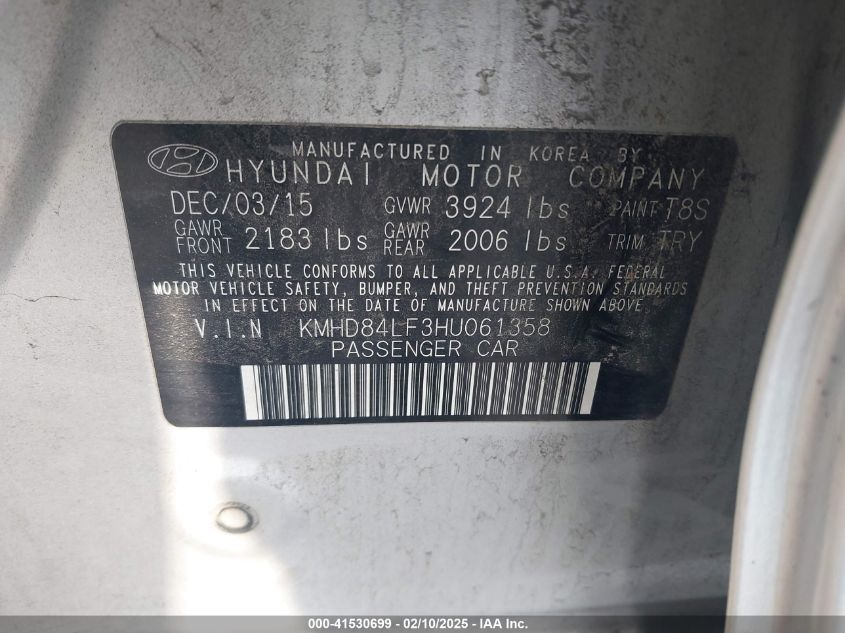 MANUFACTURED IN KOREA BY
HYUNDAI MOTOR COMPANY
DEC/03/15 GVWR 3924 lbs PAINT T8S
GAWR FRONT 2183 lbs GAWR REAR 2006 lbs TRIM TRY
THIS VEHICLE CONFORMS TO ALL APPLICABLE U.S.A. FEDERAL
MOTOR VEHICLE SAFETY, BUMPER, AND THEFT PREVENTION STANDARDS
IN EFFECT ON THE DATE OF MANUFACTURE SHOWN ABOVE
V.I.N KMHD84LF3HU061358
PASSENGER CAR
000-41530699 - 02/10/2025 - IAA Inc.